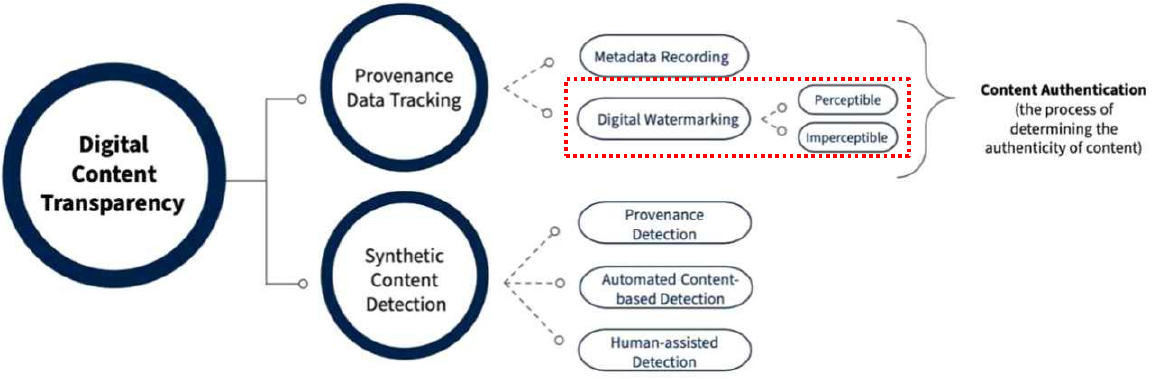 Digital
Content
Transparency
Provenance
Data Tracking
Metadata Recording
Digital Watermarking
Perceptible
Imperceptible
Content Authentication
(the process of
determining the
authenticity of content)
Synthetic
Content
Detection
Provenance
Detection
Automated Content-
based Detection
Human-assisted
Detection